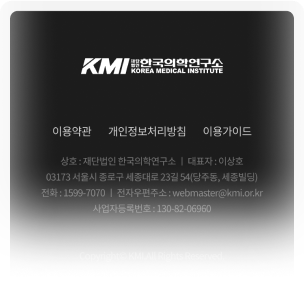 KMI 재단법인 한국의학연구소
KOREA MEDICAL INSTITUTE
이용약관 개인정보처리방침 이용가이드
상호 : 재단법인 한국의학연구소 | 대표자 : 이상호
03173 서울시 종로구 세종대로 23길 54(당주동, 세종빌딩)
전화 : 1599-7070 | 전자우편주소 : webmaster@kmi.or.kr
사업자등록번호 : 130-82-06960